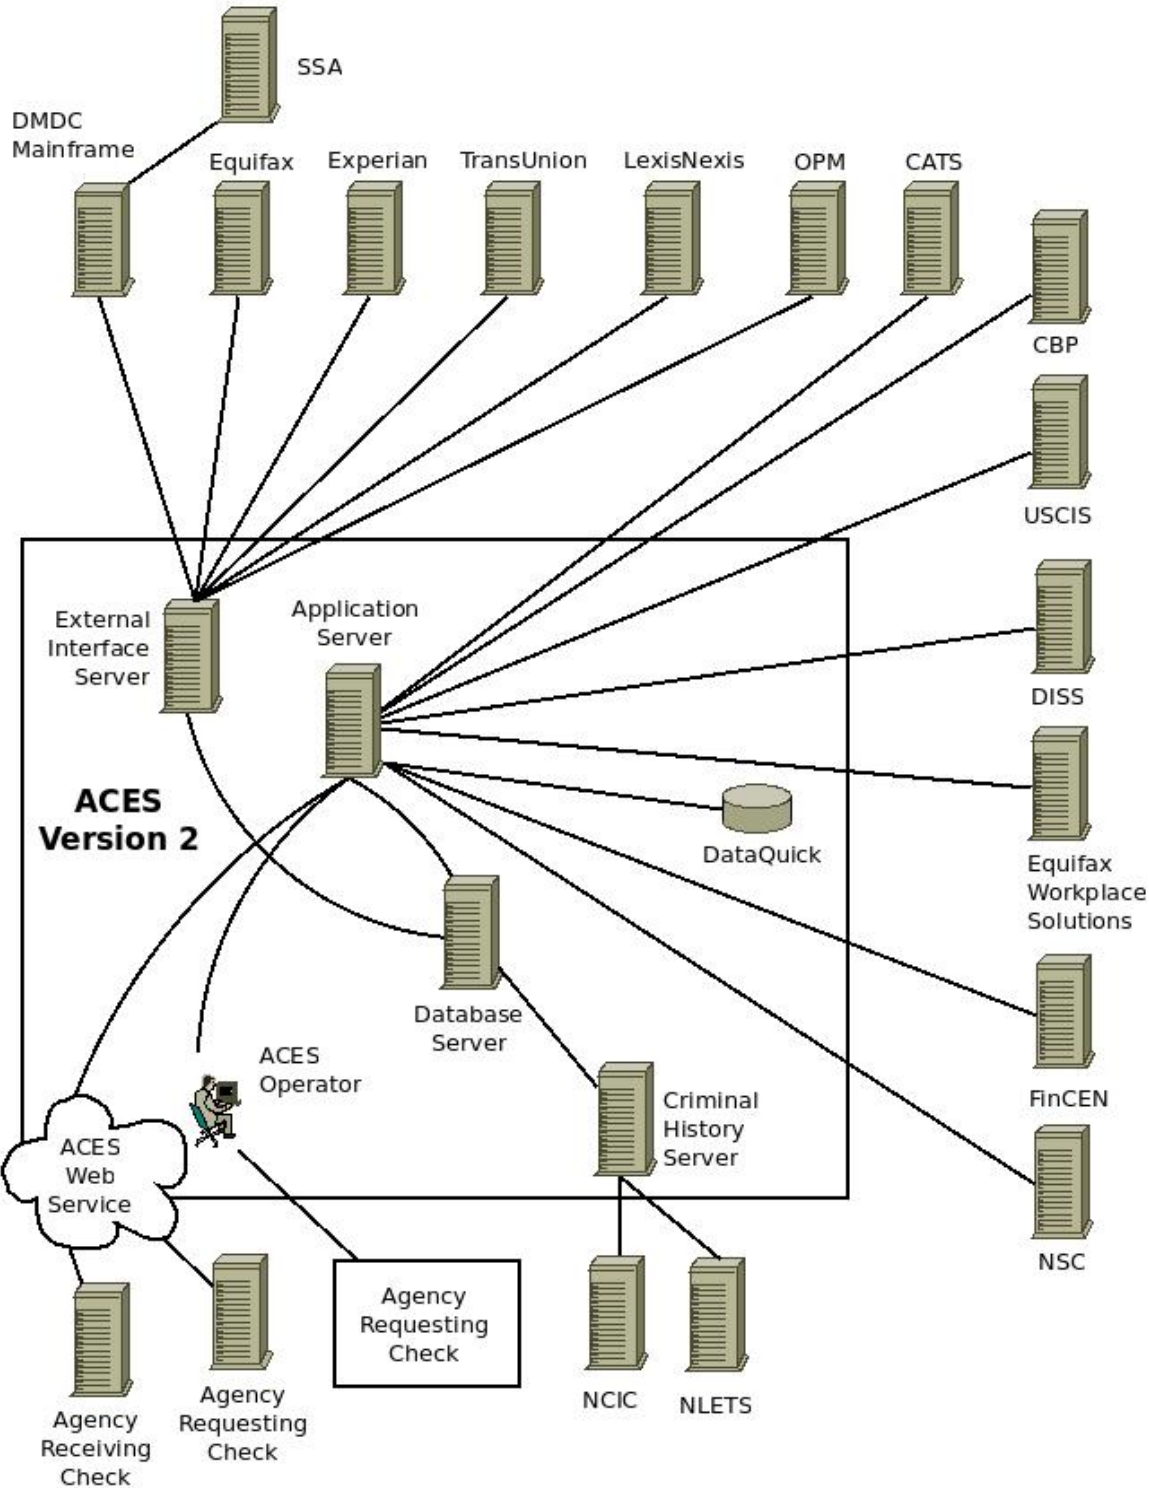 SSA
DMDC
Mainframe
Equifax
Experian
TransUnion
LexisNexis
OPM
CATS
CBP
USCIS
External
Interface
Server
Application
Server
DISS
ACES
Version 2
DataQuick
Equifax
Workplace
Solutions
Database
Server
ACES
Operator
Criminal
History
Server
FinCEN
ACES
Web
Service
NSC
Agency
Requesting
Check
NCIC
NLETS
Agency
Requesting
Check
Agency
Receiving
Check